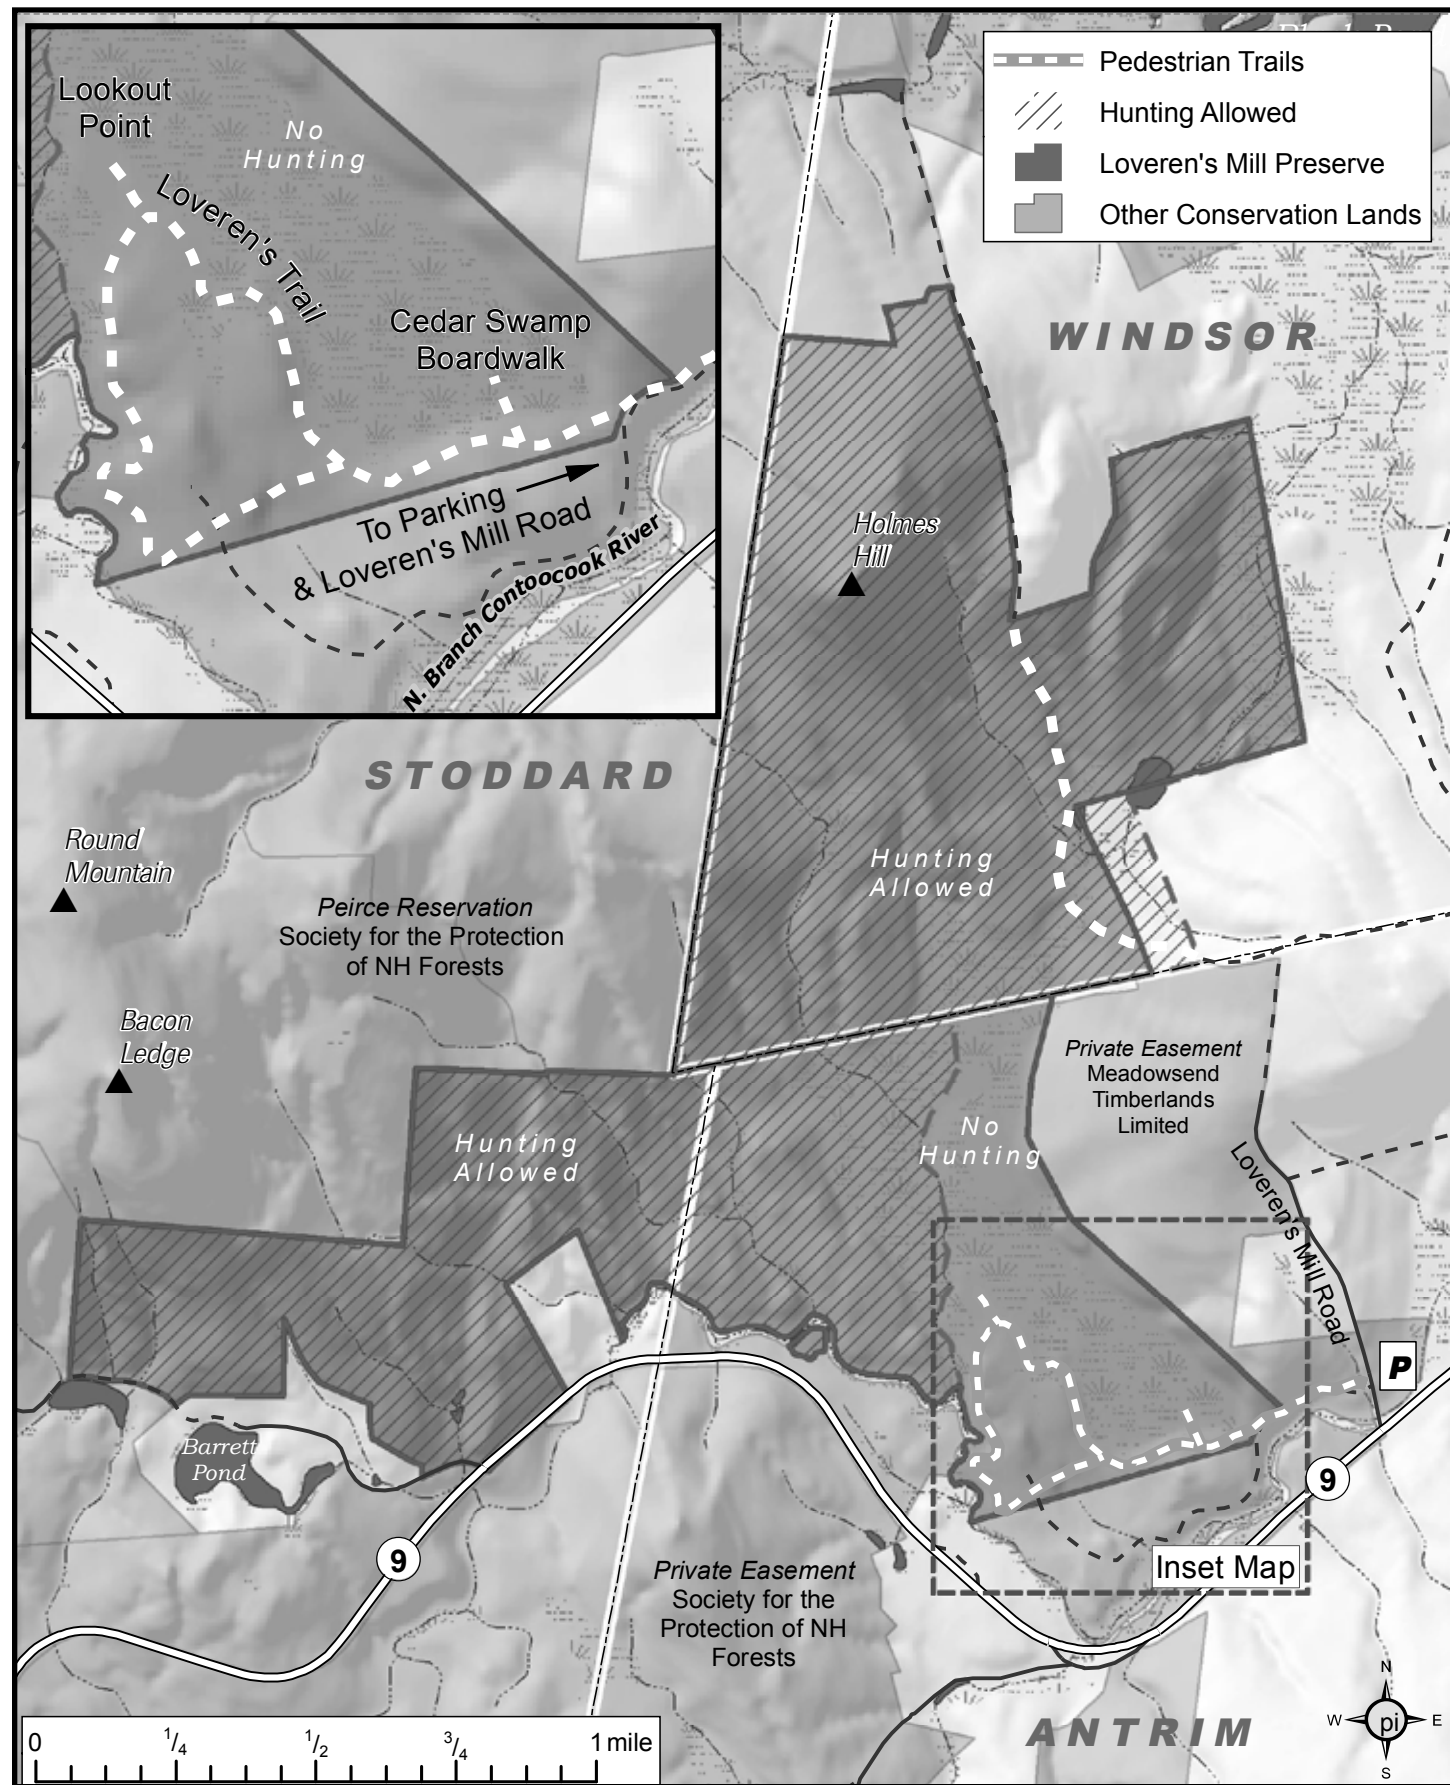 Lookout
Point
No
Hunting
Loveren's Trail
Cedar Swamp
Boardwalk
To Parking
& Loveren's Mill Road
N. Branch Contoocook River
Pedestrian Trails
Hunting Allowed
Loveren's Mill Preserve
Other Conservation Lands
WINDSOR
Holmes
Hill
STODDARD
Round
Mountain
Peirce Reservation
Society for the Protection
of NH Forests
Hunting
Allowed
Bacon
Ledge
Private Easement
Meadowsend
Timberlands
Limited
Hunting
Allowed
No
Hunting
Loveren's Mill Road
P
Barrett
Pond
9
9
Inset Map
Private Easement
Society for the
Protection of NH
Forests
ANTRIM
N
W
pi
E
S
0
1/4
1/2
3/4
1 mile